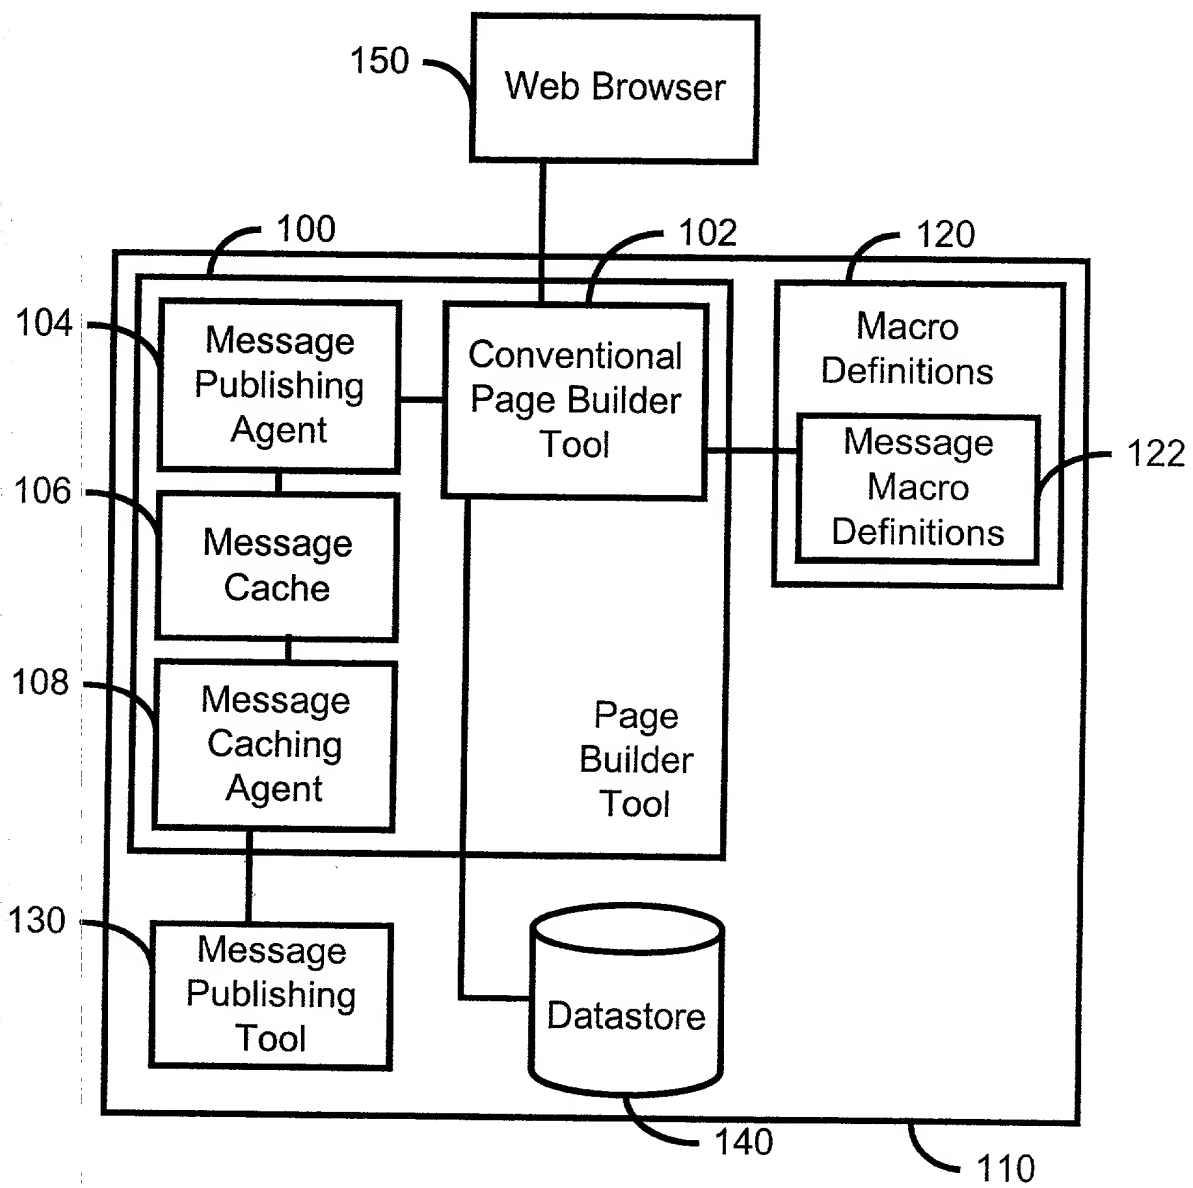 150
Web Browser
100
102
120
104
Message
Publishing
Agent
Conventional
Page Builder
Tool
Macro
Definitions
Message
Macro
Definitions
122
106
Message
Cache
108
Message
Caching
Agent
Page
Builder
Tool
130
Message
Publishing
Tool
Datastore
140
110